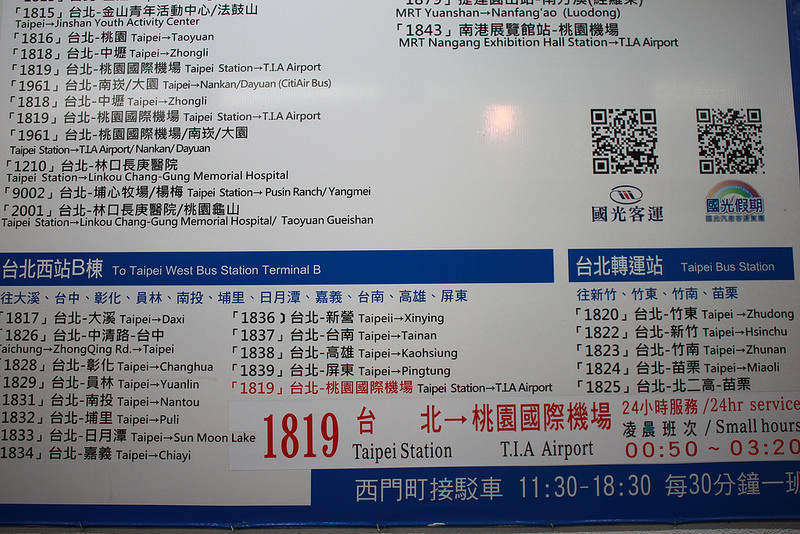 「1815」台北-金山青年活動中心/法鼓山
Taipei→Jinshan Youth Activity Center
「1816」台北-桃園 Taipei→Taoyuan
「1818」台北-中壢 Taipei→Zhongli
「1819」台北-桃園國際機場 Taipei Station→T.I.A Airport
「1961」台北-南崁/大園 Taipei→Nankan/Dayuan (CitiAir Bus)
「1818」台北-中壢 Taipei→Zhongli
「1819」台北-桃園國際機場 Taipei Station→T.I.A Airport
「1961」台北-桃園國際機場/南崁/大園
Taipei Station→T.I.A Airport/ Nankan/ Dayuan
「1210」台北-林口長庚醫院
Taipei Station→Linkou Chang-Gung Memorial Hospital
「9002」台北-埔心牧場/楊梅 Taipei Station→ Pusin Ranch/ Yangmei
「2001」台北-林口長庚醫院/桃園龜山
Taipei Station→Linkou Chang-Gung Memorial Hospital/ Taoyuan Gueishan
MRT Yuanshan→Nanfang'ao (Luodong)
「1843」南港展覽館站-桃園機場
MRT Nangang Exhibition Hall Station→T.I.A Airport
國光客運
國光假期
國光汽車客運集團
台北西站B棟 To Taipei West Bus Station Terminal B
往大溪、台中、彰化、員林、南投、埔里、日月潭、嘉義、台南、高雄、屏東
「1817」台北-大溪 Taipei→Daxi
「1826」台北-中清路-台中
Taichung→ZhongQing Rd.→Taipei
「1828」台北-彰化 Taipei→Changhua
「1829」台北-員林 Taipei→Yuanlin
「1831」台北-南投 Taipei→Nantou
「1832」台北-埔里 Taipei→Puli
「1833」台北-日月潭 Taipei→Sun Moon Lake
「1834」台北-嘉義 Taipei→Chiayi
「1836」台北-新營 Taipeii→Xinying
「1837」台北-台南 Taipei→Tainan
「1838」台北-高雄 Taipei→Kaohsiung
「1839」台北-屏東 Taipei→Pingtung
「1819」台北-桃園國際機場 Taipei Station→T.I.A Airport
台北轉運站 Taipei Bus Station
往新竹、竹東、竹南、苗栗
「1820」台北-竹東 Taipei→Zhudong
「1822」台北-新竹 Taipei→Hsinchu
「1823」台北-竹南 Taipei→Zhunan
「1824」台北-苗栗 Taipei→Miaoli
「1825」台北-北二高-苗栗
1819 台 北→桃園國際機場
Taipei Station T.I.A Airport
24小時服務/24hr service
凌晨班次/Small hours
00:50 ~ 03:20
西門町接駁車 11:30-18:30 每30分鐘一班